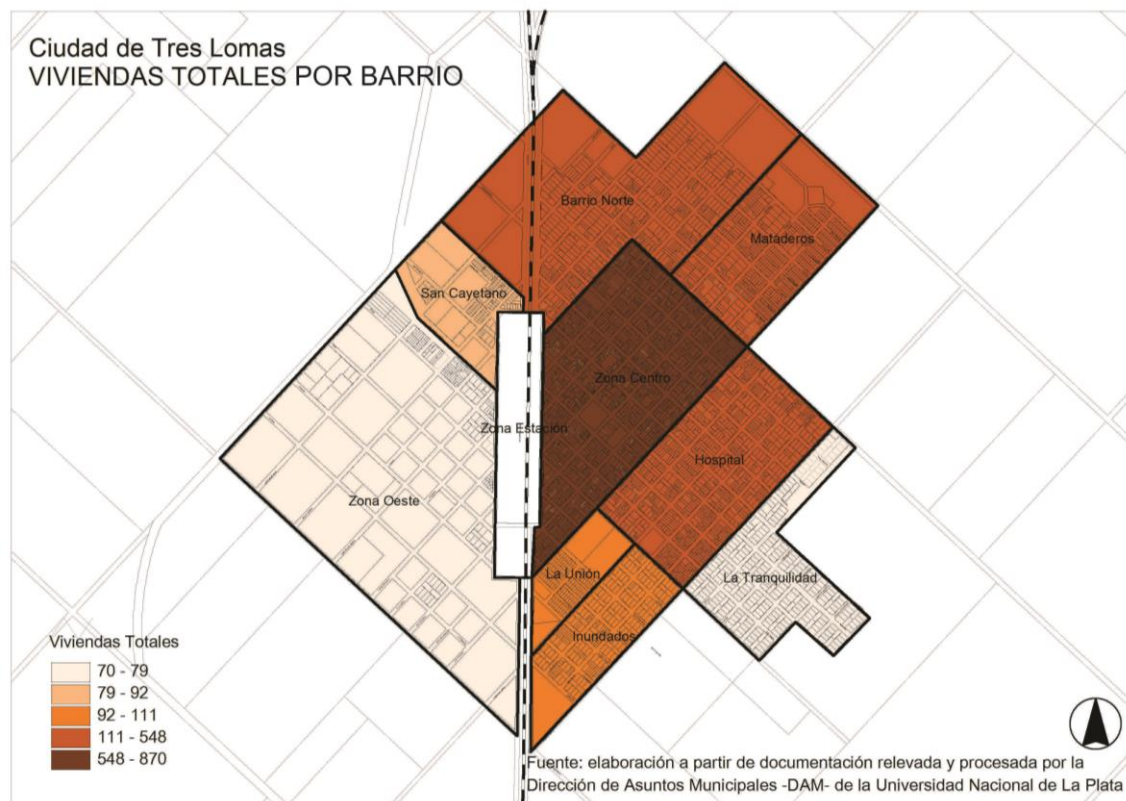 Ciudad de Tres Lomas
VIVIENDAS TOTALES POR BARRIO
Barrio Norte
Mataderos
San Cayetano
Zona Centro
Zona Estación
Hospital
Zona Oeste
La Unión
La Tranquilidad
Inundados
Viviendas Totales
70 - 79
79 - 92
92 - 111
111 - 548
548 - 870
Fuente: elaboración a partir de documentación relevada y procesada por la
Dirección de Asuntos Municipales -DAM- de la Universidad Nacional de La Plata